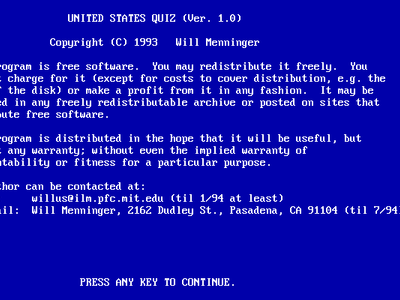 UNITED STATES QUIZ (Ver. 1.0)
Copyright (C) 1993 Will Menninger
rogram is free software. You may redistribute it freely. You
charge for it (except for costs to cover distribution, e.g. the
f the disk) or make a profit from it in any fashion. It may be
ed in any freely redistributable archive or posted on sites that
bute free software.
rogram is distributed in the hope that it will be useful, but
any warranty; without even the implied warranty of
ntability or fitness for a particular purpose.
thor can be contacted at:
willus@ilm.pfc.mit.edu (til 1/94 at least)
ail: Will Menninger, 2162 Dudley St., Pasadena, CA 91104 (til 7/94)
PRESS ANY KEY TO CONTINUE.